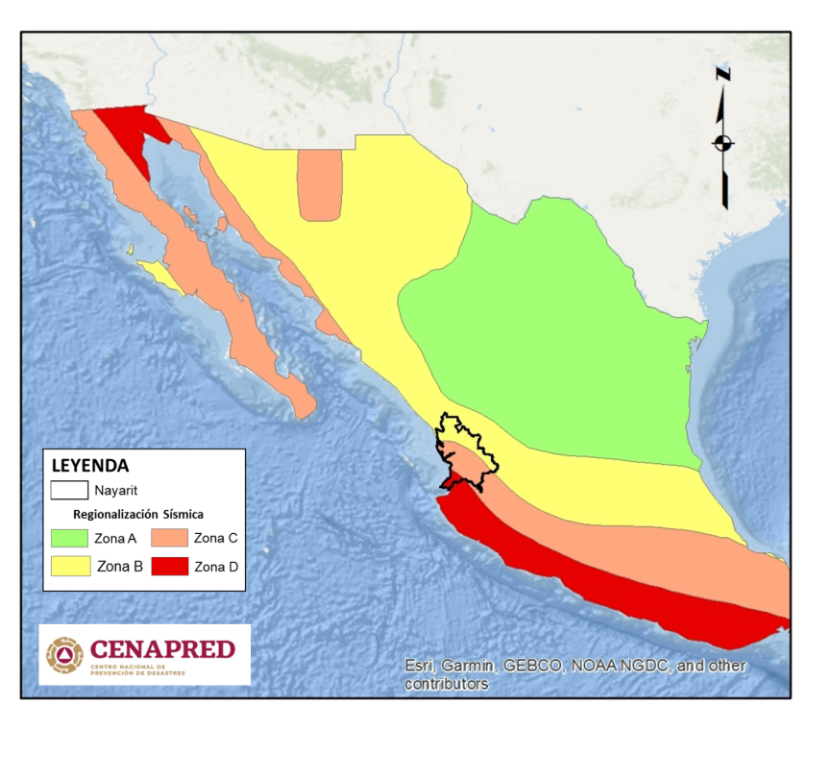 N
LEYENDA
Nayarit
Regionalización Sísmica
Zona A
Zona C
Zona B
Zona D
CENAPRED
CENTRO NACIONAL DE
PREVENCIÓN DE DESASTRES
Esri, Garmin, GEBCO, NOAA NGDC, and other
contributors